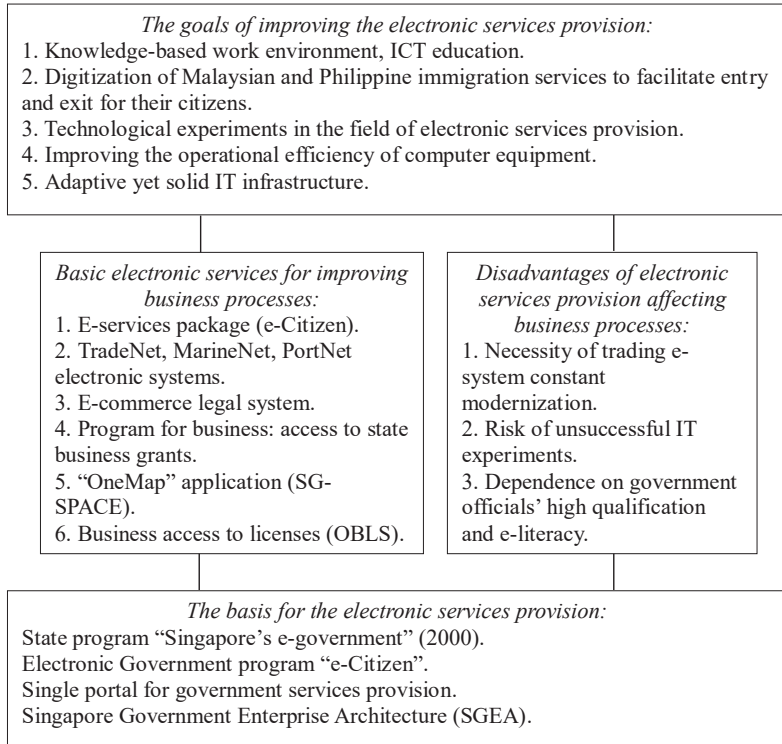 The goals of improving the electronic services provision:
1. Knowledge-based work environment, ICT education.
2. Digitization of Malaysian and Philippine immigration services to facilitate entry
and exit for their citizens.
3. Technological experiments in the field of electronic services provision.
4. Improving the operational efficiency of computer equipment.
5. Adaptive yet solid IT infrastructure.
Basic electronic services for improving
business processes:
1. E-services package (e-Citizen).
2. TradeNet, MarineNet, PortNet
electronic systems.
3. E-commerce legal system.
4. Program for business: access to state
business grants.
5. “OneMap” application (SG-
SPACE).
6. Business access to licenses (OBLS).
Disadvantages of electronic
services provision affecting
business processes:
1. Necessity of trading e-
system constant
modernization.
2. Risk of unsuccessful IT
experiments.
3. Dependence on government
officials’ high qualification
and e-literacy.
The basis for the electronic services provision:
State program “Singapore’s e-government” (2000).
Electronic Government program “e-Citizen”.
Single portal for government services provision.
Singapore Government Enterprise Architecture (SGEA).